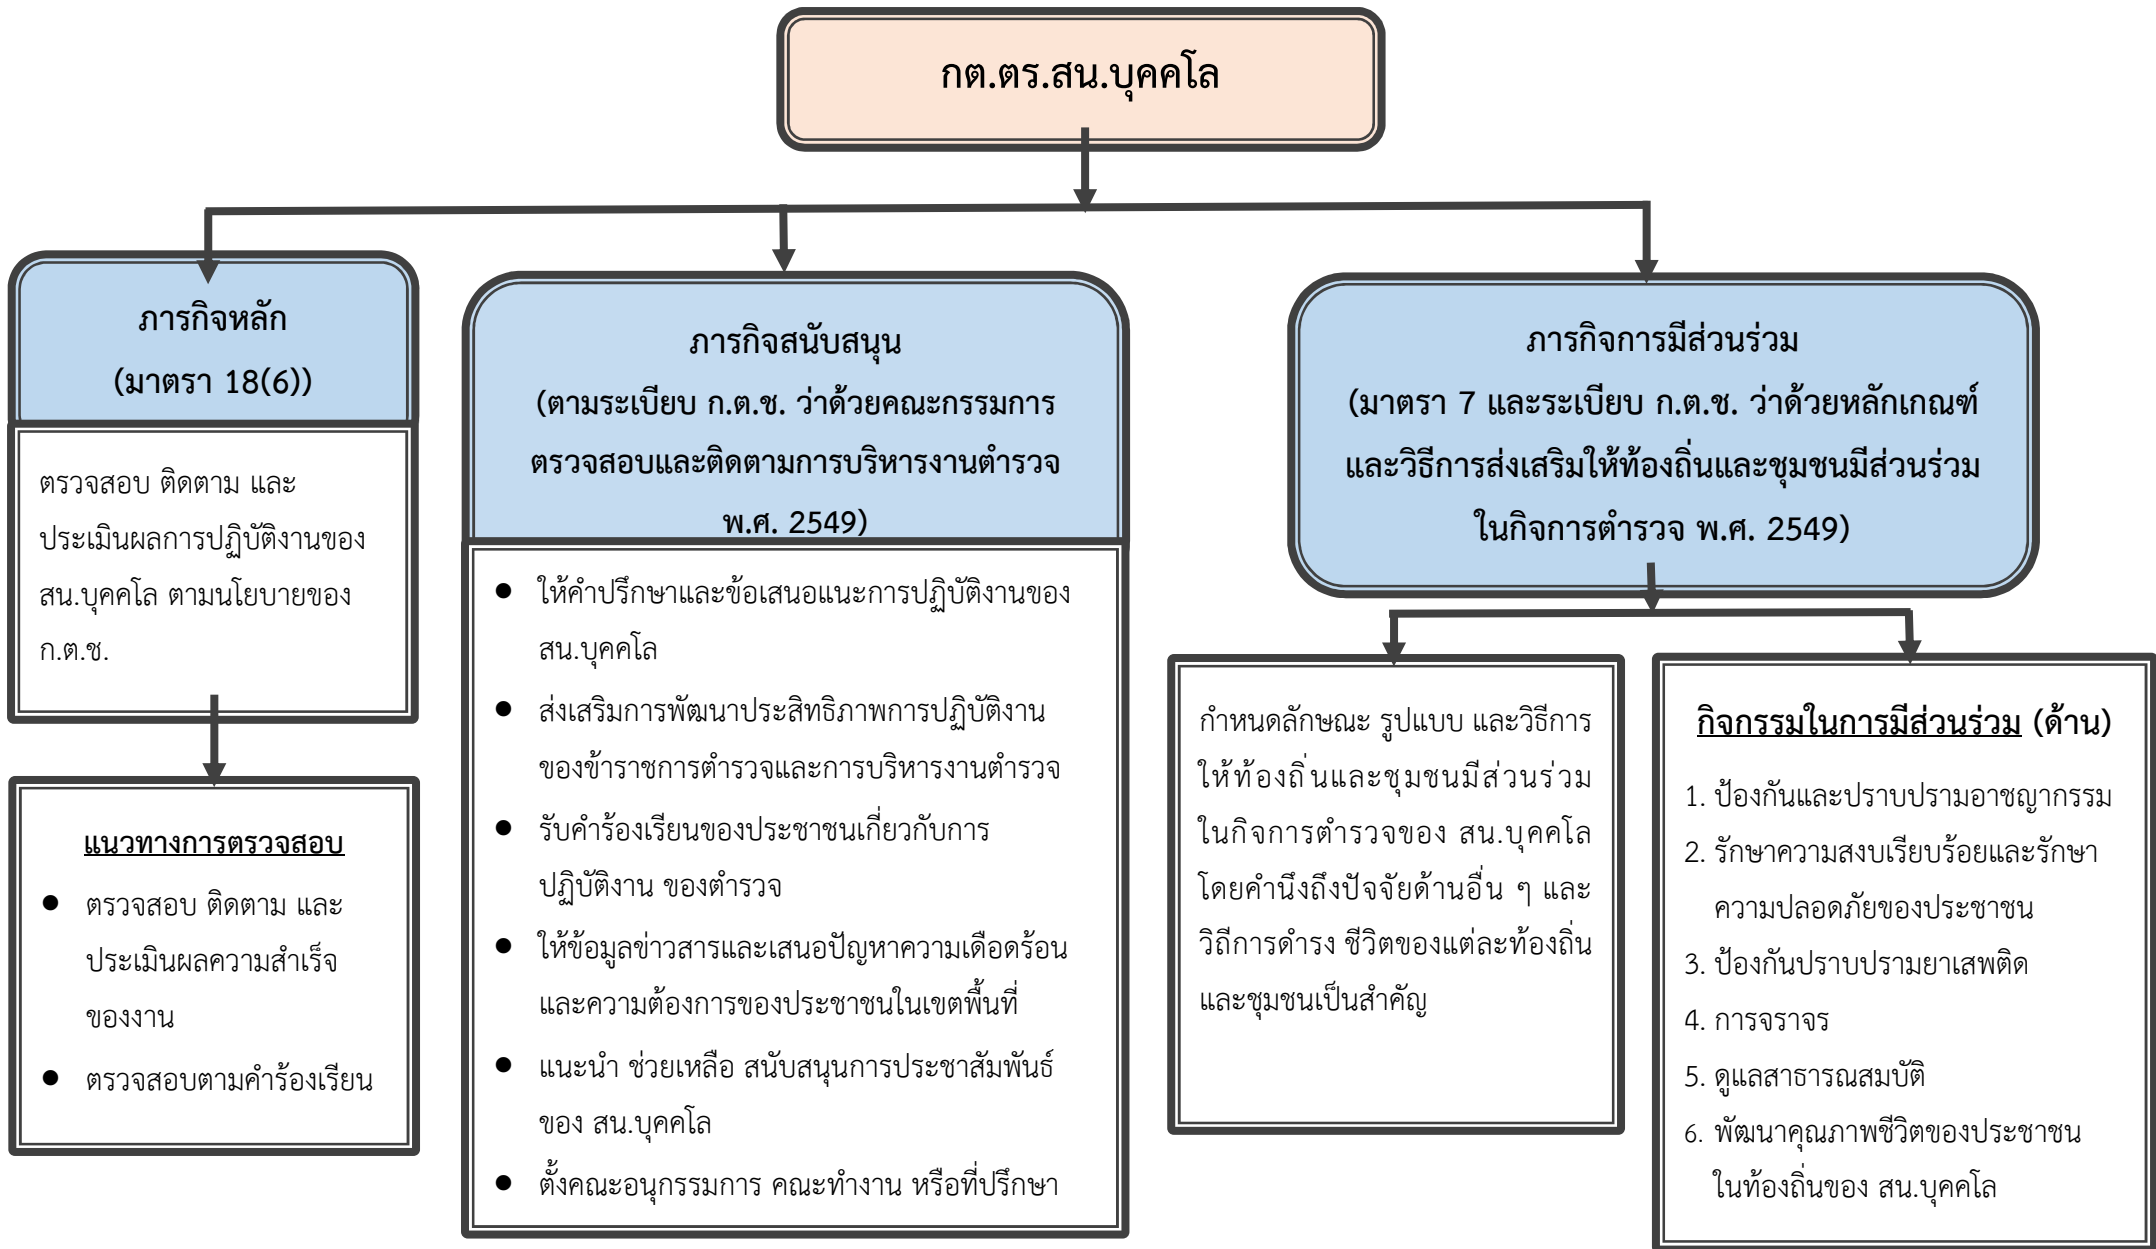 กต.ตร.สน.บุคคโล
ภารกิจหลัก
(มาตรา 18(6))
ตรวจสอบ ติดตาม และ
ประเมินผลการปฏิบัติงานของ
สน.บุคคโล ตามนโยบายของ
ก.ต.ช.
แนวทางการตรวจสอบ
● ตรวจสอบ ติดตาม และ
ประเมินผลความสำเร็จ
ของงาน
● ตรวจสอบตามคำร้องเรียน
ภารกิจสนับสนุน
(ตามระเบียบ ก.ต.ช. ว่าด้วยคณะกรรมการ
ตรวจสอบและติดตามการบริหารงานตำรวจ
พ.ศ. 2549)
● ให้คำปรึกษาและข้อเสนอแนะการปฏิบัติงานของ
สน.บุคคโล
● ส่งเสริมการพัฒนาประสิทธิภาพการปฏิบัติงาน
ของข้าราชการตำรวจและการบริหารงานตำรวจ
● รับคำร้องเรียนของประชาชนเกี่ยวกับการ
ปฏิบัติงาน ของตำรวจ
● ให้ข้อมูลข่าวสารและเสนอปัญหาความเดือดร้อน
และความต้องการของประชาชนในเขตพื้นที่
● แนะนำ ช่วยเหลือ สนับสนุนการประชาสัมพันธ์
ของ สน.บุคคโล
● ตั้งคณะอนุกรรมการ คณะทำงาน หรือที่ปรึกษา
ภารกิจการมีส่วนร่วม
(มาตรา 7 และระเบียบ ก.ต.ช. ว่าด้วยหลักเกณฑ์
และวิธีการส่งเสริมให้ท้องถิ่นและชุมชนมีส่วนร่วม
ในกิจการตำรวจ พ.ศ. 2549)
กำหนดลักษณะ รูปแบบ และวิธีการ
ให้ท้องถิ่นและชุมชนมีส่วนร่วม
ในกิจการตำรวจของ สน.บุคคโล
โดยคำนึงถึงปัจจัยด้านอื่น ๆ และ
วิถีการดำรง ชีวิตของแต่ละท้องถิ่น
และชุมชนเป็นสำคัญ
กิจกรรมในการมีส่วนร่วม (ด้าน)
1. ป้องกันและปราบปรามอาชญากรรม
2. รักษาความสงบเรียบร้อยและรักษา
ความปลอดภัยของประชาชน
3. ป้องกันปราบปรามยาเสพติด
4. การจราจร
5. ดูแลสาธารณสมบัติ
6. พัฒนาคุณภาพชีวิตของประชาชน
ในท้องถิ่นของ สน.บุคคโล